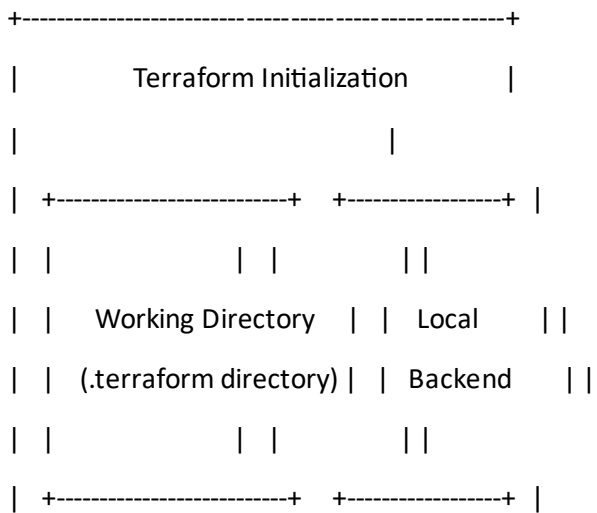 +--------------------------------------------------------+
|               Terraform Initialization             |
|                                                  |
|   +---------------------------+    +------------------+  |
|   |                         |   |                 | |
|   |     Working Directory    |   |   Local        | |
|   |   (.terraform directory) |   |  Backend       | |
|   |                         |   |                 | |
|   +---------------------------+    +------------------+  |